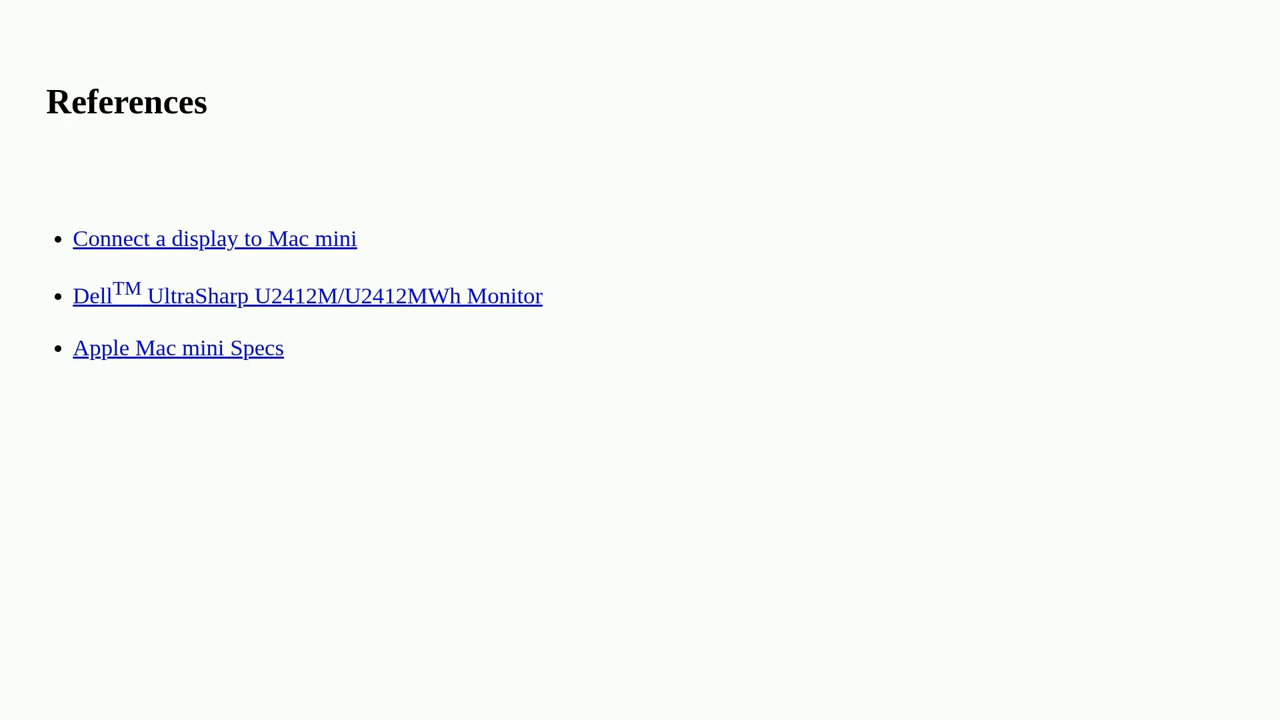 References
Connect a display to Mac mini
Dell™ UltraSharp U2412M/U2412MWh Monitor
Apple Mac mini Specs